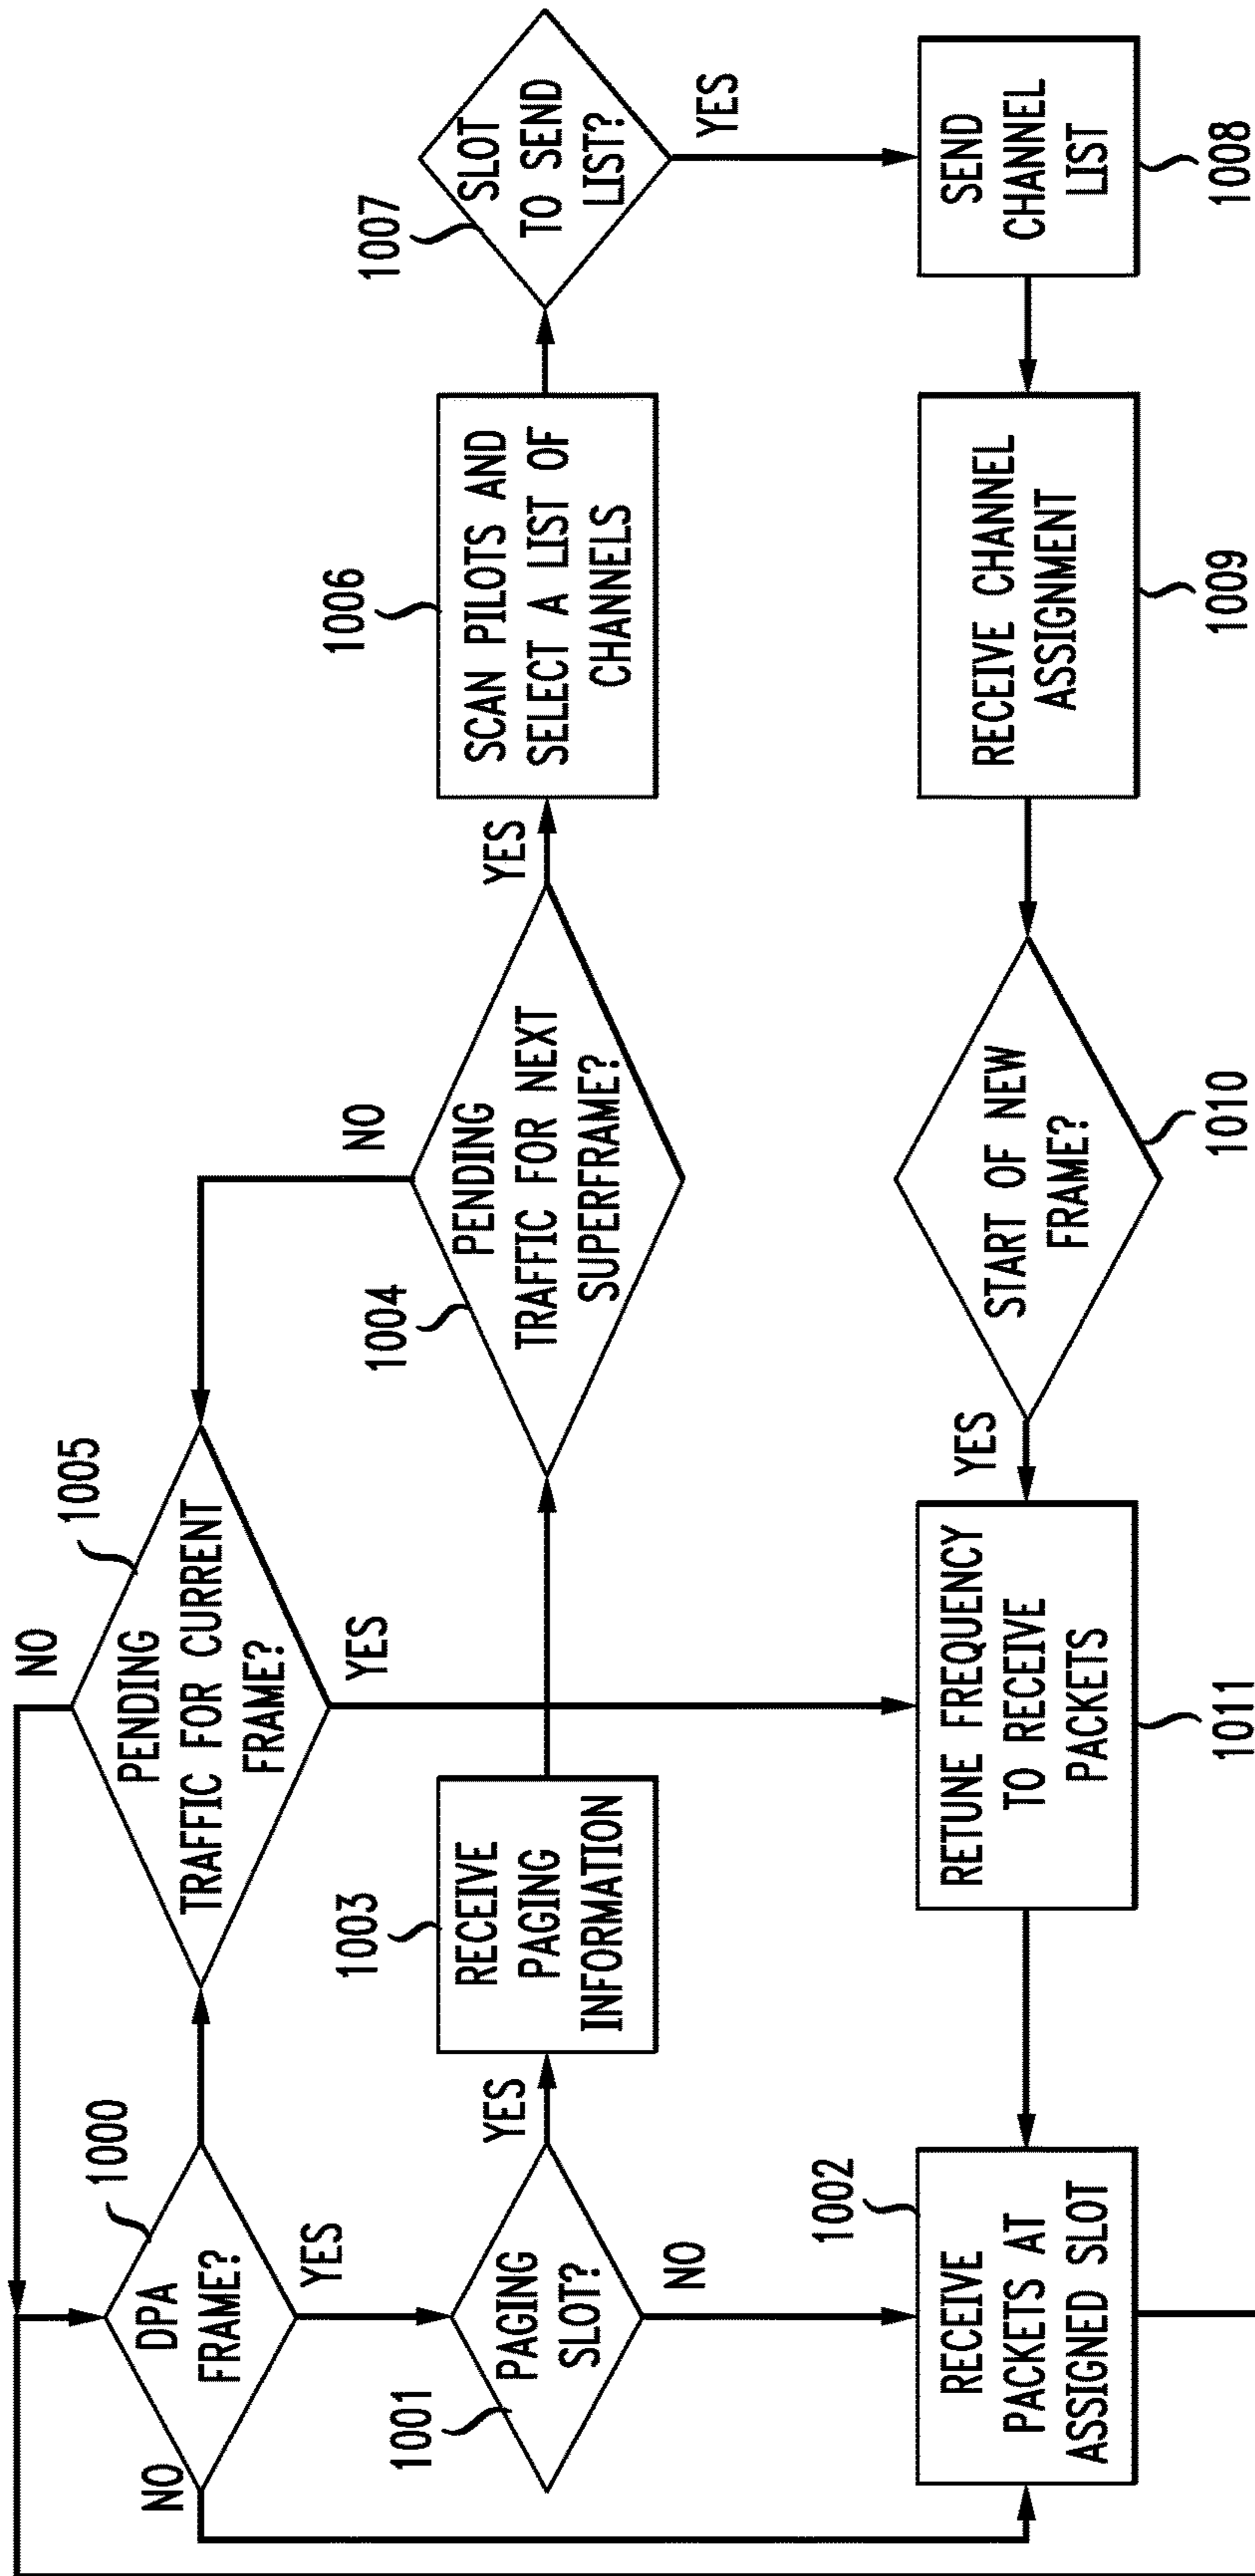 DPA
FRAME?
1000
NO
YES
PENDING
TRAFFIC FOR CURRENT
FRAME?
1005
NO
YES
PAGING
SLOT?
1001
YES
NO
RECEIVE
PAGING
INFORMATION
1003
PENDING
TRAFFIC FOR NEXT
SUPERFRAME?
1004
NO
YES
SCAN PILOTS AND
SELECT A LIST OF
CHANNELS
1006
SLOT
TO SEND
LIST?
1007
YES
RECEIVE
PACKETS AT
ASSIGNED SLOT
1002
RETUNE FREQUENCY
TO RECEIVE
PACKETS
1011
YES
START OF NEW
FRAME?
1010
RECEIVE CHANNEL
ASSIGNMENT
1009
SEND
CHANNEL
LIST
1008